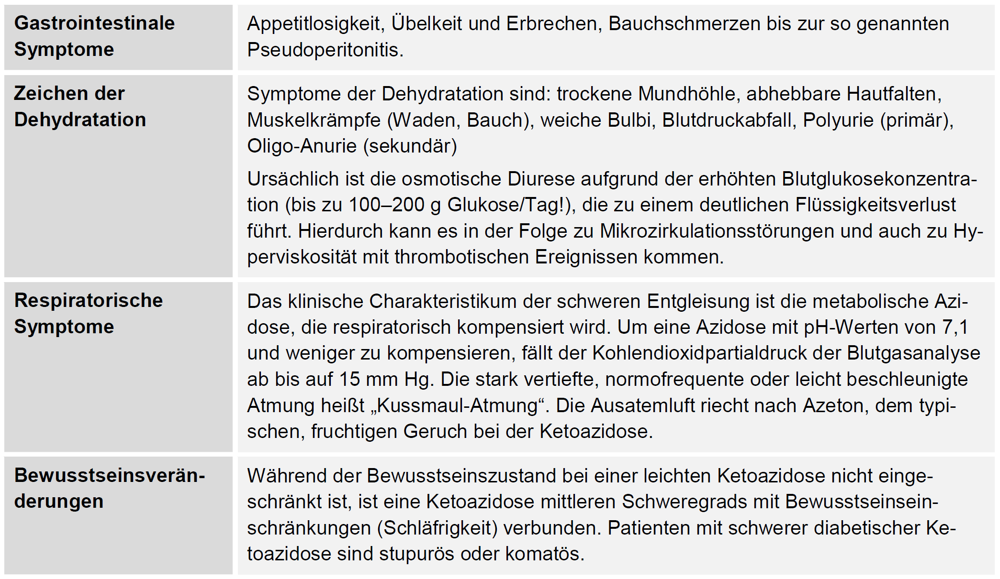 Gastrointestinale
Symptome
Appetitlosigkeit, Übelkeit und Erbrechen, Bauchschmerzen bis zur so genannten
Pseudoperitonitis.
Zeichen der
Dehydratation
Symptome der Dehydratation sind: trockene Mundhöhle, abhebbare Hautfalten,
Muskelkrämpfe (Waden, Bauch), weiche Bulbi, Blutdruckabfall, Polyurie (primär),
Oligo-Anurie (sekundär)
Ursächlich ist die osmotische Diurese aufgrund der erhöhten Blutglukosekonzentra-
tion (bis zu 100–200 g Glukose/Tag!), die zu einem deutlichen Flüssigkeitsverlust
führt. Hierdurch kann es in der Folge zu Mikrozirkulationsstörungen und auch zu Hy-
perviskosität mit thrombotischen Ereignissen kommen.
Respiratorische
Symptome
Das klinische Charakteristikum der schweren Entgleisung ist die metabolische Azi-
dose, die respiratorisch kompensiert wird. Um eine Azidose mit pH-Werten von 7,1
und weniger zu kompensieren, fällt der Kohlendioxidpartialdruck der Blutgasanalyse
ab bis auf 15 mm Hg. Die stark vertiefte, normofrequente oder leicht beschleunigte
Atmung heißt „Kussmaul-Atmung“. Die Ausatemluft riecht nach Azeton, dem typi-
schen, fruchtigen Geruch bei der Ketoazidose.
Bewusstseinsverän-
derungen
Während der Bewusstseinszustand bei einer leichten Ketoazidose nicht einge-
schränkt ist, ist eine Ketoazidose mittleren Schweregrads mit Bewusstseinsein-
schränkungen (Schläfrigkeit) verbunden. Patienten mit schwerer diabetischer Ke-
toazidose sind stupurös oder komatös.